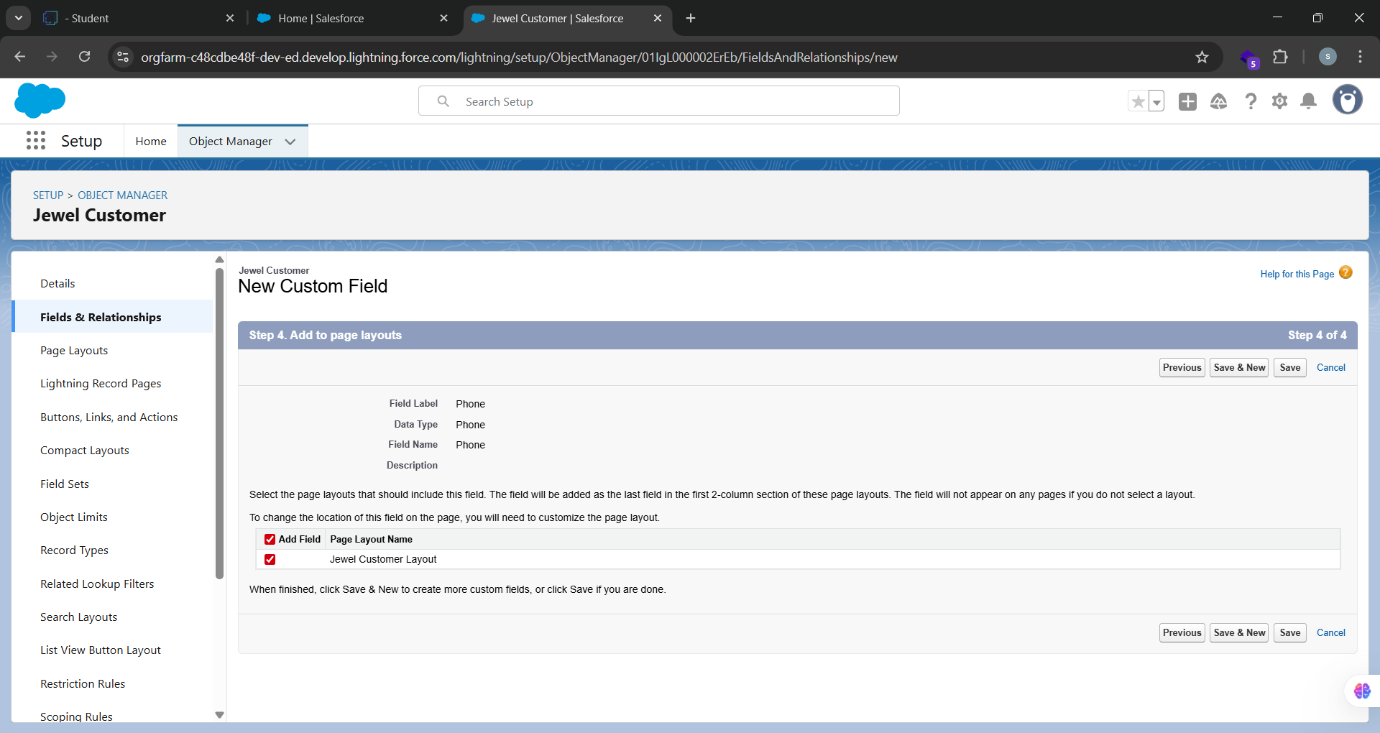 - Student
Home | Salesforce
Jewel Customer | Salesforce
orgfarm-c48cdbe48f-dev-ed.develop.lightning.force.com/lightning/setup/ObjectManager/01IgL000002ErEb/FieldsAndRelationships/new
5
S
Search Setup
Setup
Home
Object Manager
SETUP > OBJECT MANAGER
Jewel Customer
Details
Fields & Relationships
Page Layouts
Lightning Record Pages
Buttons, Links, and Actions
Compact Layouts
Field Sets
Object Limits
Record Types
Related Lookup Filters
Search Layouts
List View Button Layout
Restriction Rules
Scoping Rules
Jewel Customer
New Custom Field
Help for this Page ?
Step 4. Add to page layouts Step 4 of 4
Previous Save & New Save Cancel
Field Label Phone
Data Type Phone
Field Name Phone
Description
Select the page layouts that should include this field. The field will be added as the last field in the first 2-column section of these page layouts. The field will not appear on any pages if you do not select a layout.
To change the location of this field on the page, you will need to customize the page layout.
Add Field Page Layout Name
Jewel Customer Layout
When finished, click Save & New to create more custom fields, or click Save if you are done.
Previous Save & New Save Cancel